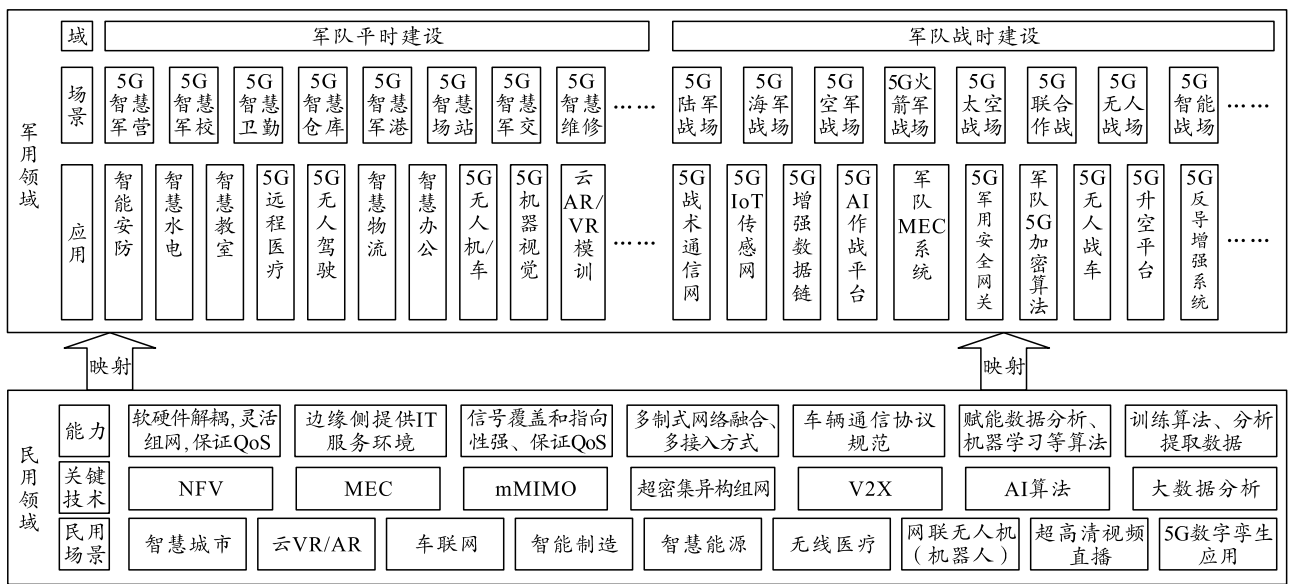 军用领域
域
军队平时建设
军队战时建设
场景
5G智慧军营
5G智慧军校
5G智慧卫勤
5G智慧仓库
5G智慧军港
5G智慧场站
5G智慧军交
5G智慧维修
……
5G陆军战场
5G海军战场
5G空军战场
5G火箭军战场
5G太空战场
5G联合作战
5G无人战场
5G智能战场
……
应用
智能安防
智慧水电
智慧教室
5G远程医疗
5G无人驾驶
智慧物流
智慧办公
5G无人机/车
5G机器视觉
云AR/VR模训
……
5G战术通信网
5G IoT传感网
5G增强数据链
5G AI作战平台
军队MEC系统
5G军用安全网关
军队5G加密算法
5G无人战车
5G升空平台
5G反导增强系统
……
映射
映射
民用领域
能力
软硬件解耦,灵活
组网,保证QoS
边缘侧提供IT
服务环境
信号覆盖和指向
性强、保证QoS
多制式网络融合、
多接入方式
车辆通信协议
规范
赋能数据分析、
机器学习等算法
训练算法、分析
提取数据
关键
技术
NFV
MEC
mMIMO
超密集异构组网
V2X
AI算法
大数据分析
民用
场景
智慧城市
云VR/AR
车联网
智能制造
智慧能源
无线医疗
网联无人机
(机器人)
超高清视频
直播
5G数字孪生
应用